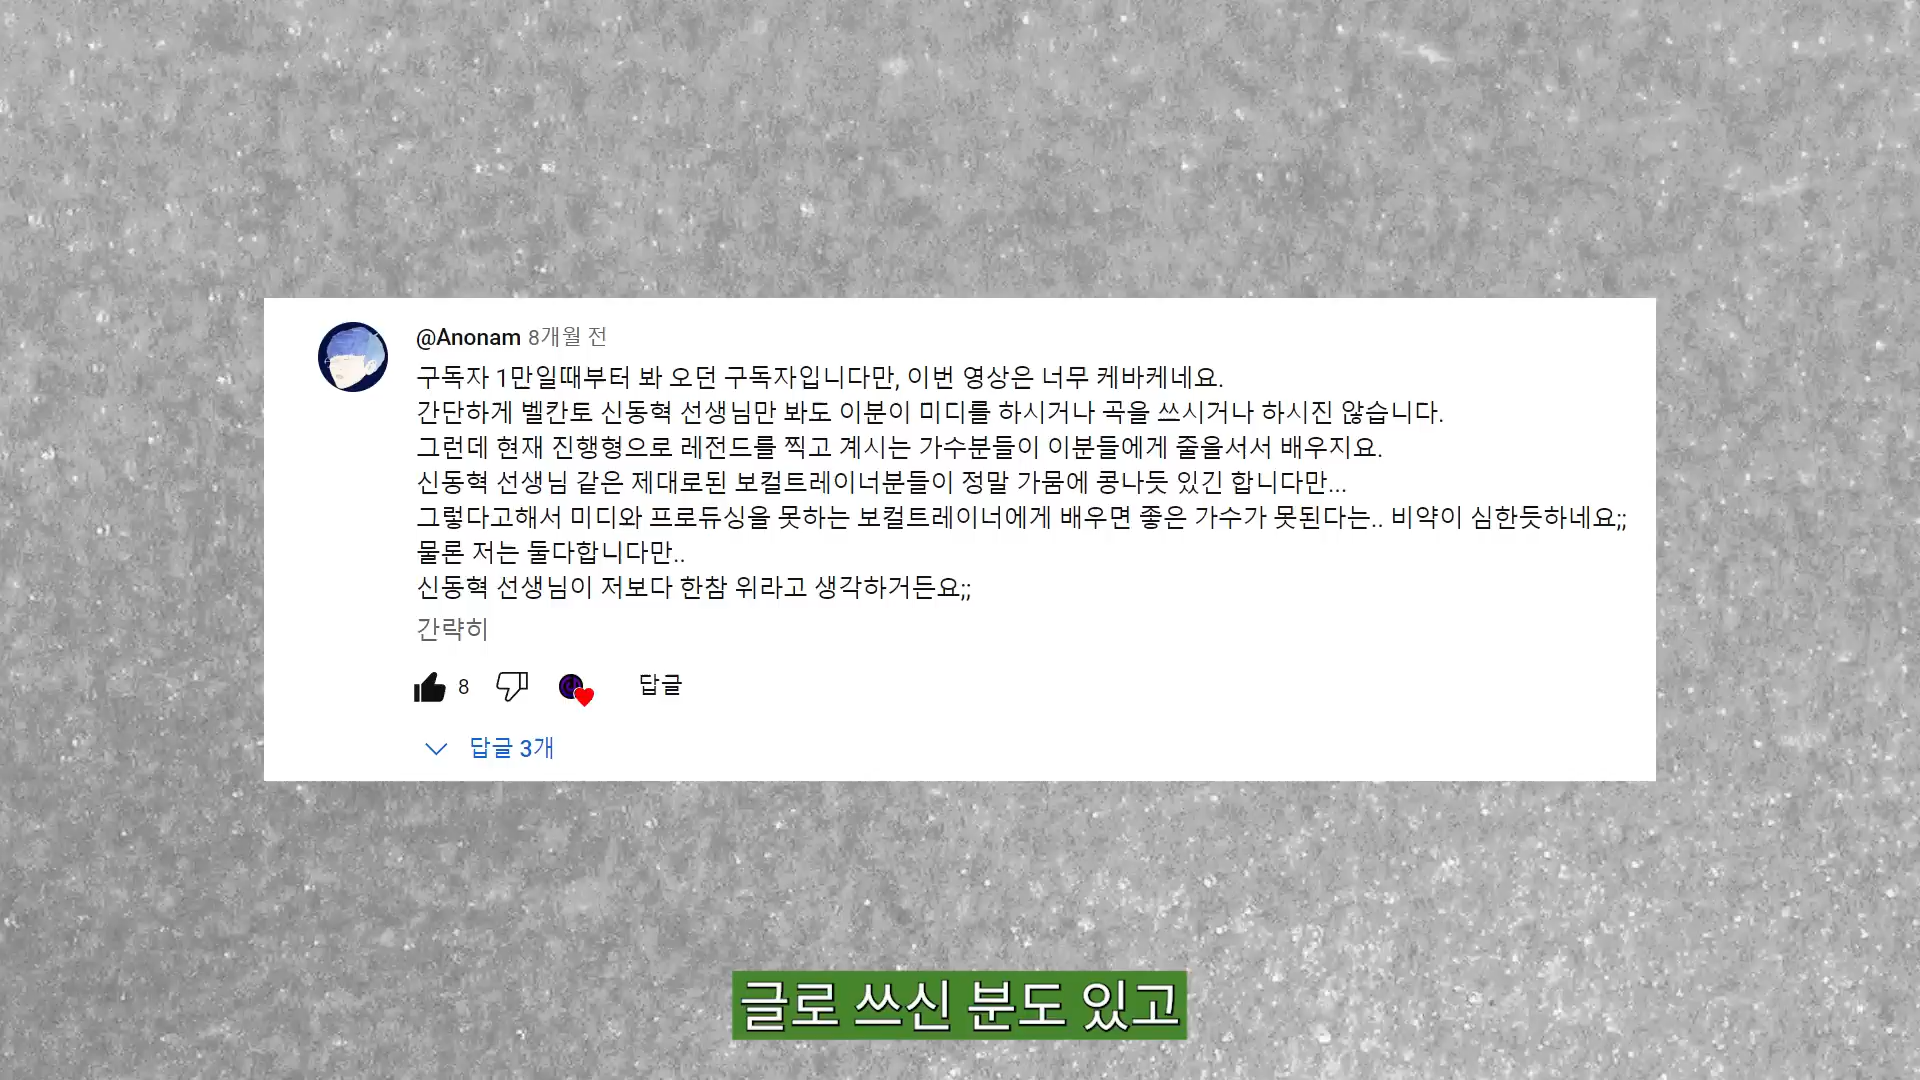 @Anonam 8개월 전
구독자 1만일때부터 봐 오던 구독자입니다만, 이번 영상은 너무 케바케네요.
간단하게 벨칸토 신동혁 선생님만 봐도 이분이 미디를 하시거나 곡을 쓰시거나 하시진 않습니다.
그런데 현재 진행형으로 레전드를 찍고 계시는 가수분들이 이분들에게 줄을서서 배우지요.
신동혁 선생님 같은 제대로된 보컬트레이너분들이 정말 가뭄에 콩나듯 있긴 합니다만...
그렇다고해서 미디와 프로듀싱을 못하는 보컬트레이너에게 배우면 좋은 가수가 못된다는.. 비약이 심한듯하네요;;
물론 저는 둘다합니다만..
신동혁 선생님이 저보다 한참 위라고 생각하거든요;;
간략히
8
답글
답글 3개
글로 쓰신 분도 있고